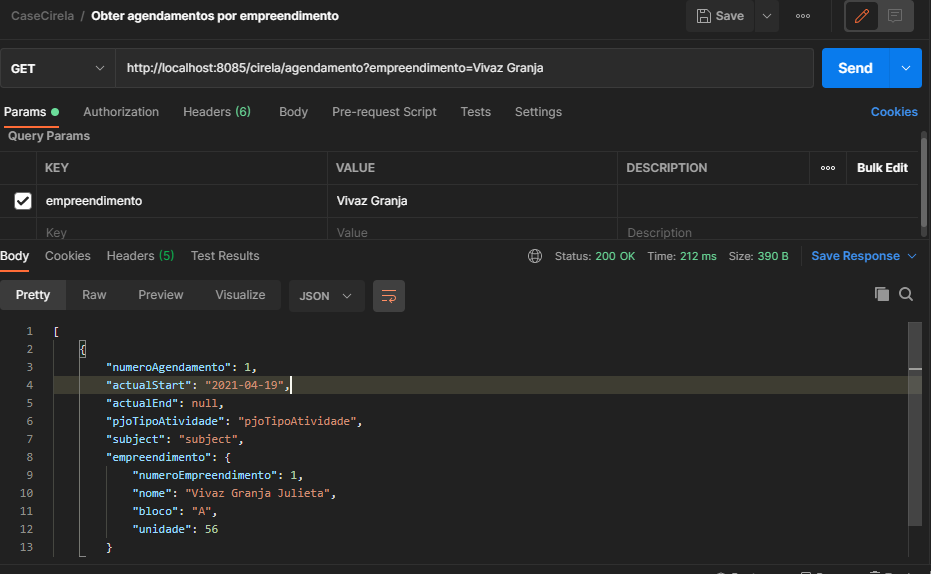 CaseCirela / Obter agendamentos por empreendimento
Save
GET http://localhost:8085/cirela/agendamento?empreendimento=Vivaz Granja Send
Params Authorization Headers (6) Body Pre-request Script Tests Settings Cookies
Query Params
KEY VALUE DESCRIPTION Bulk Edit
empreendimento Vivaz Granja
Key Value Description
Body Cookies Headers (5) Test Results Status: 200 OK Time: 212 ms Size: 390 B Save Response
Pretty Raw Preview Visualize JSON
1 [
2 {
3 "numeroAgendamento": 1,
4 "actualStart": "2021-04-19",
5 "actualEnd": null,
6 "pjoTipoAtividade": "pjoTipoAtividade",
7 "subject": "subject",
8 "empreendimento": {
9 "numeroEmpreendimento": 1,
10 "nome": "Vivaz Granja Julieta",
11 "bloco": "A",
12 "unidade": 56
13 }